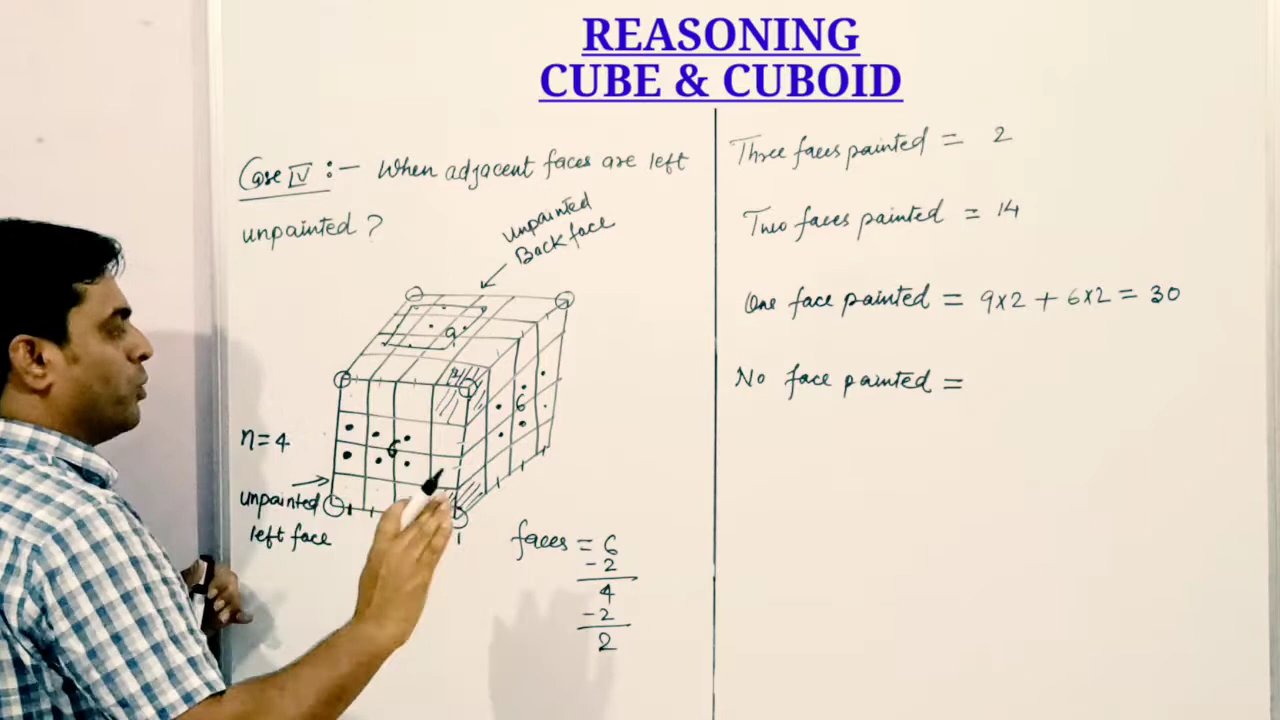 REASONING
CUBE & CUBOID
Case IV :- When adjacent faces are left
unpainted ?
unpainted
Back face
9
6
6
n=4
unpainted
left face
1
faces = 6
-2
4
-2
2
Three faces painted = 2
Two faces painted = 14
One face painted = 9x2 + 6x2 = 30
No face painted =